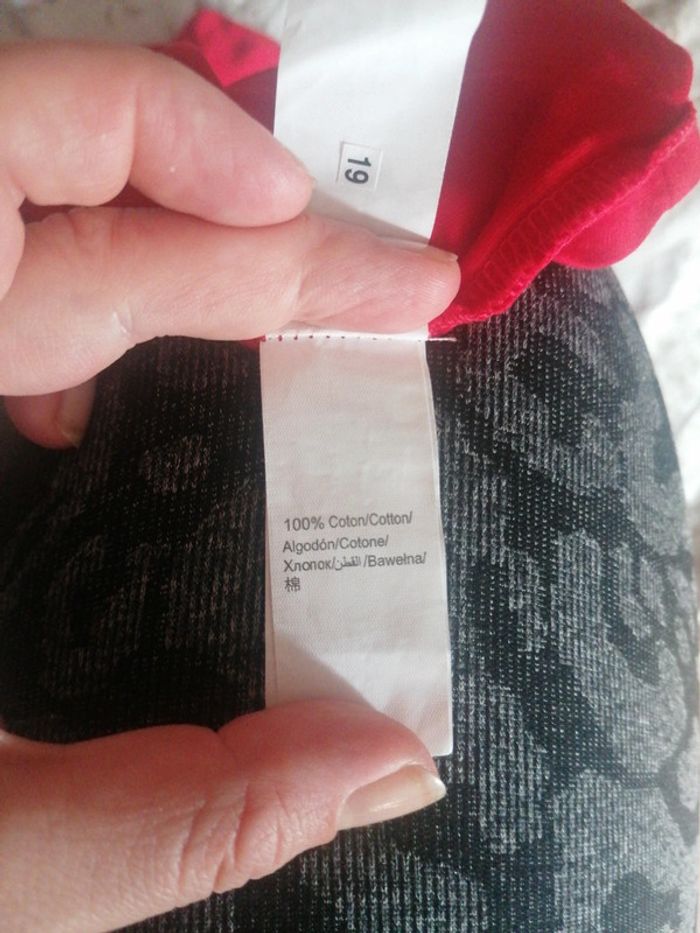 19
100% Coton/Cotton/
Algodón/Cotone/
Хлопок/القطن/Bawełna/
棉